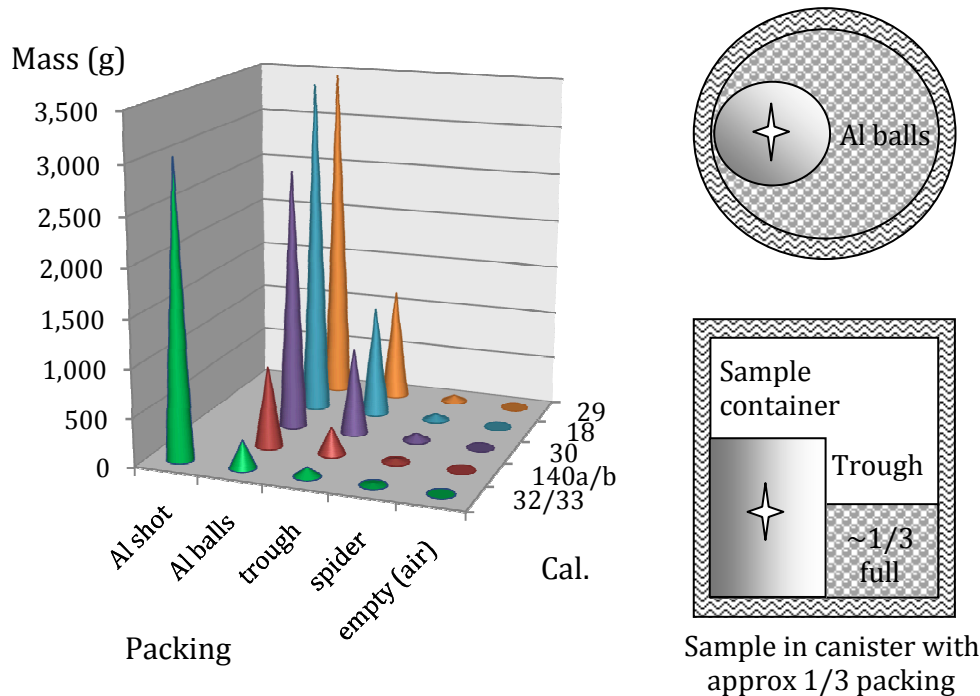 Mass (g)
3,500
3,000
2,500
2,000
1,500
1,000
500
0
Al shot
Al balls
trough
spider
empty (air)
Packing
29
18
30
140a/b
32/33
Cal.
Al balls
Sample
container
Trough
~1/3
full
Sample in canister with
approx 1/3 packing